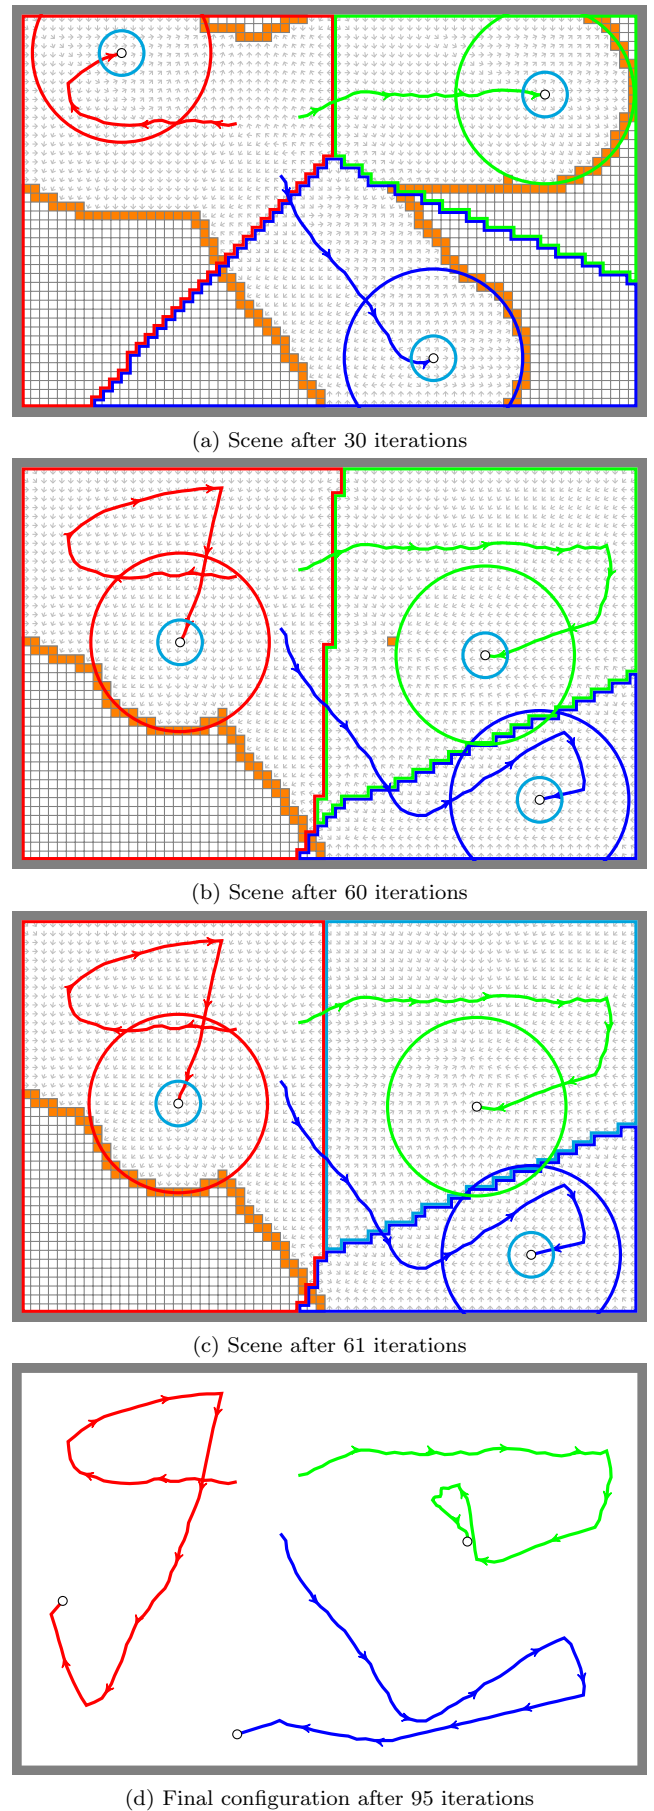 (a) Scene after 30 iterations
(b) Scene after 60 iterations
(c) Scene after 61 iterations
(d) Final configuration after 95 iterations